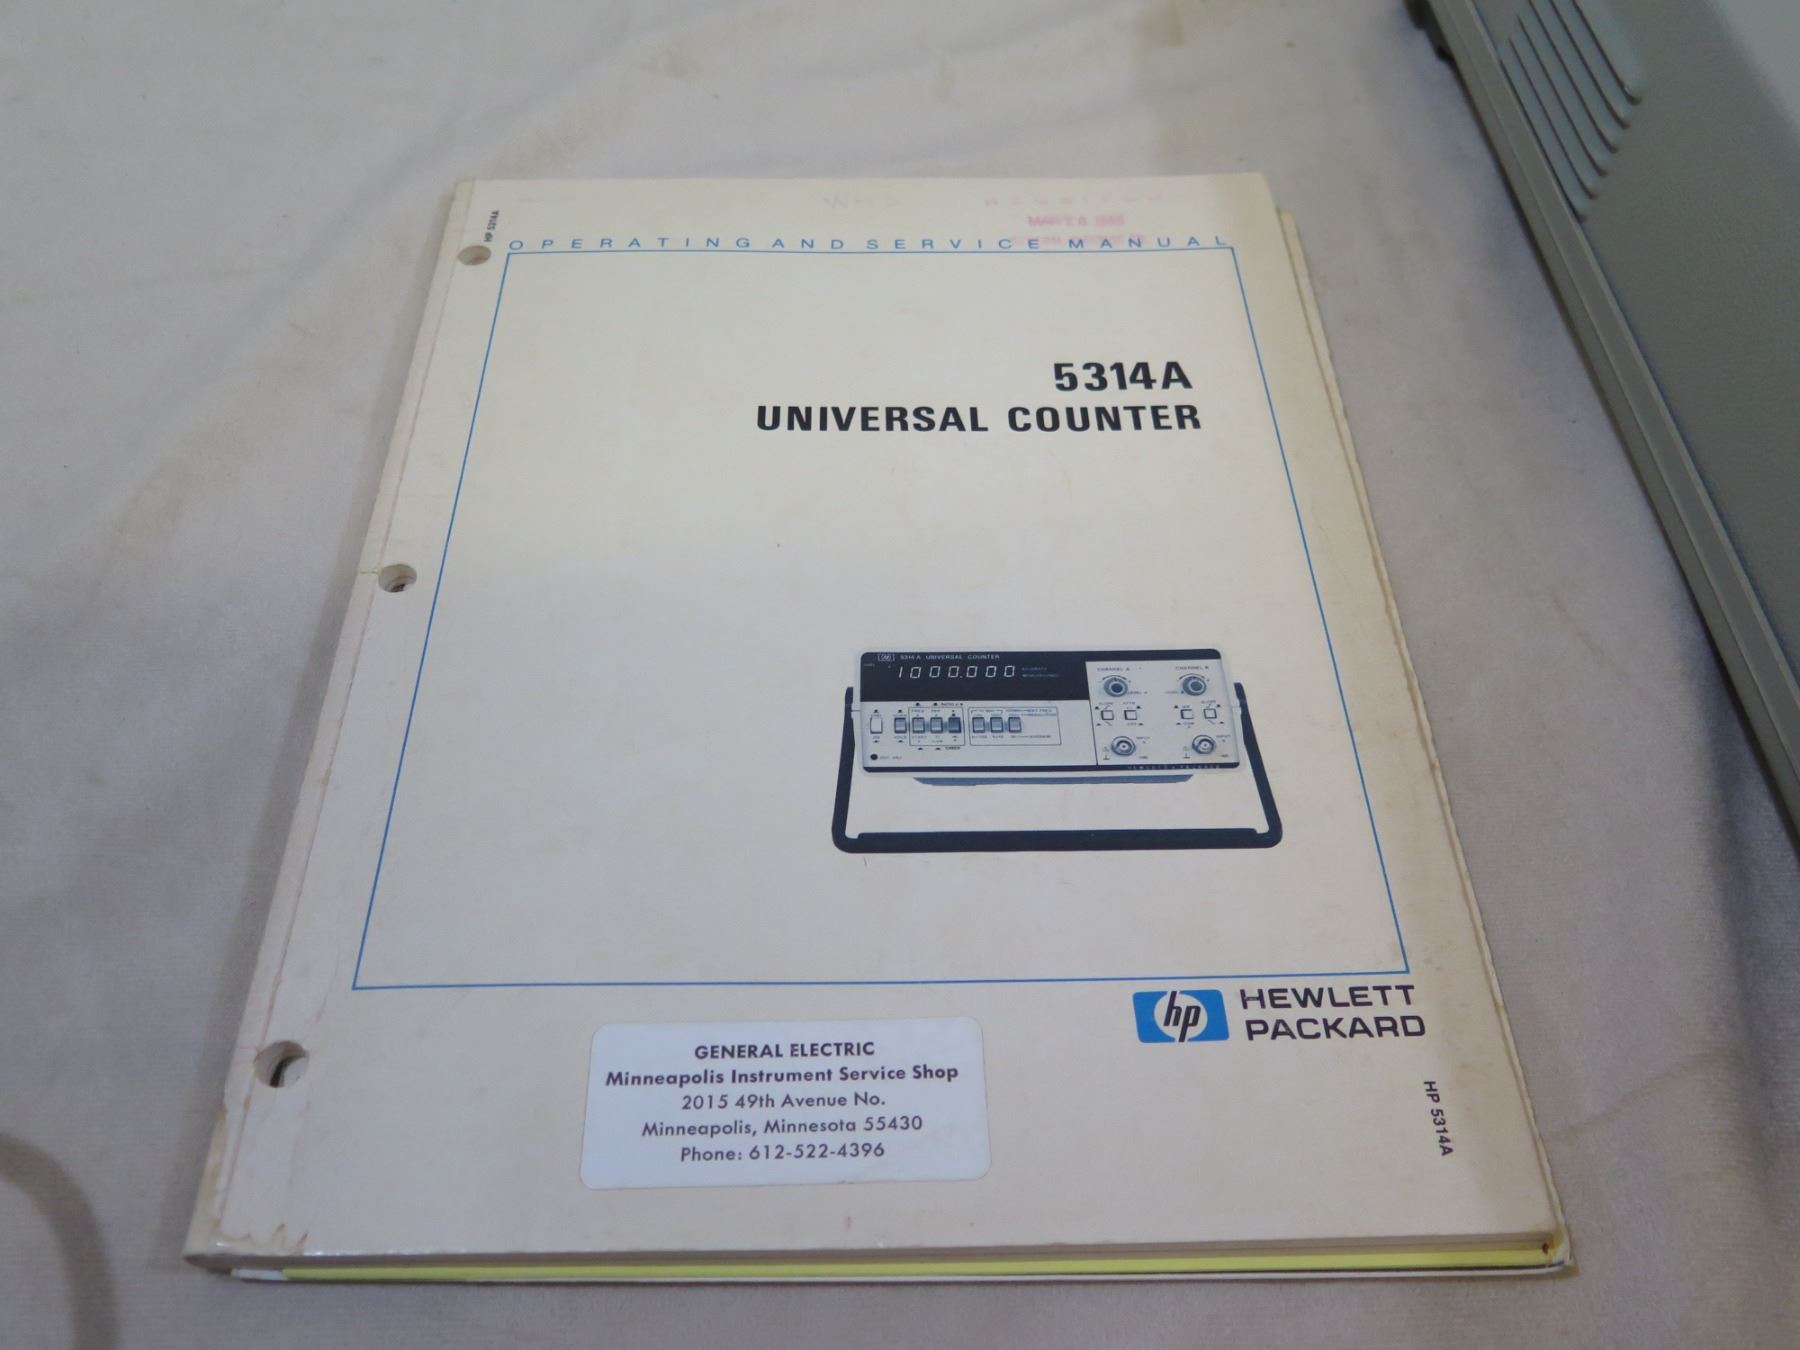 HP 5314A
OPERATING AND SERVICE MANUAL
5314A
UNIVERSAL COUNTER
5314A UNIVERSAL COUNTER
1000.000
CHANNEL A
CHANNEL B
HEWLETT • PACKARD
hp HEWLETT
PACKARD
HP 5314A
GENERAL ELECTRIC
Minneapolis Instrument Service Shop
2015 49th Avenue No.
Minneapolis, Minnesota 55430
Phone: 612-522-4396